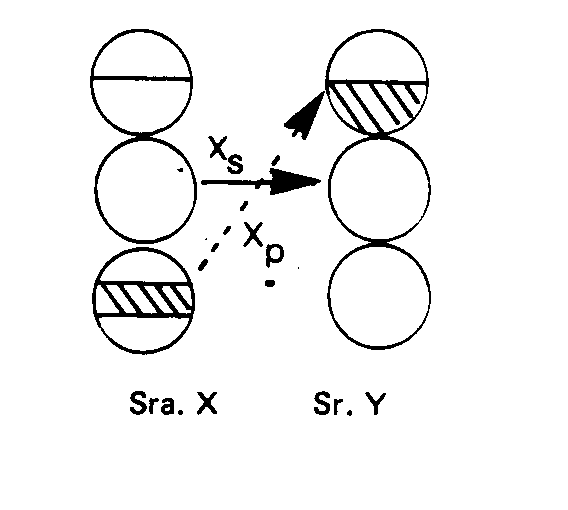 Xs
Xp
Sra. X Sr. Y